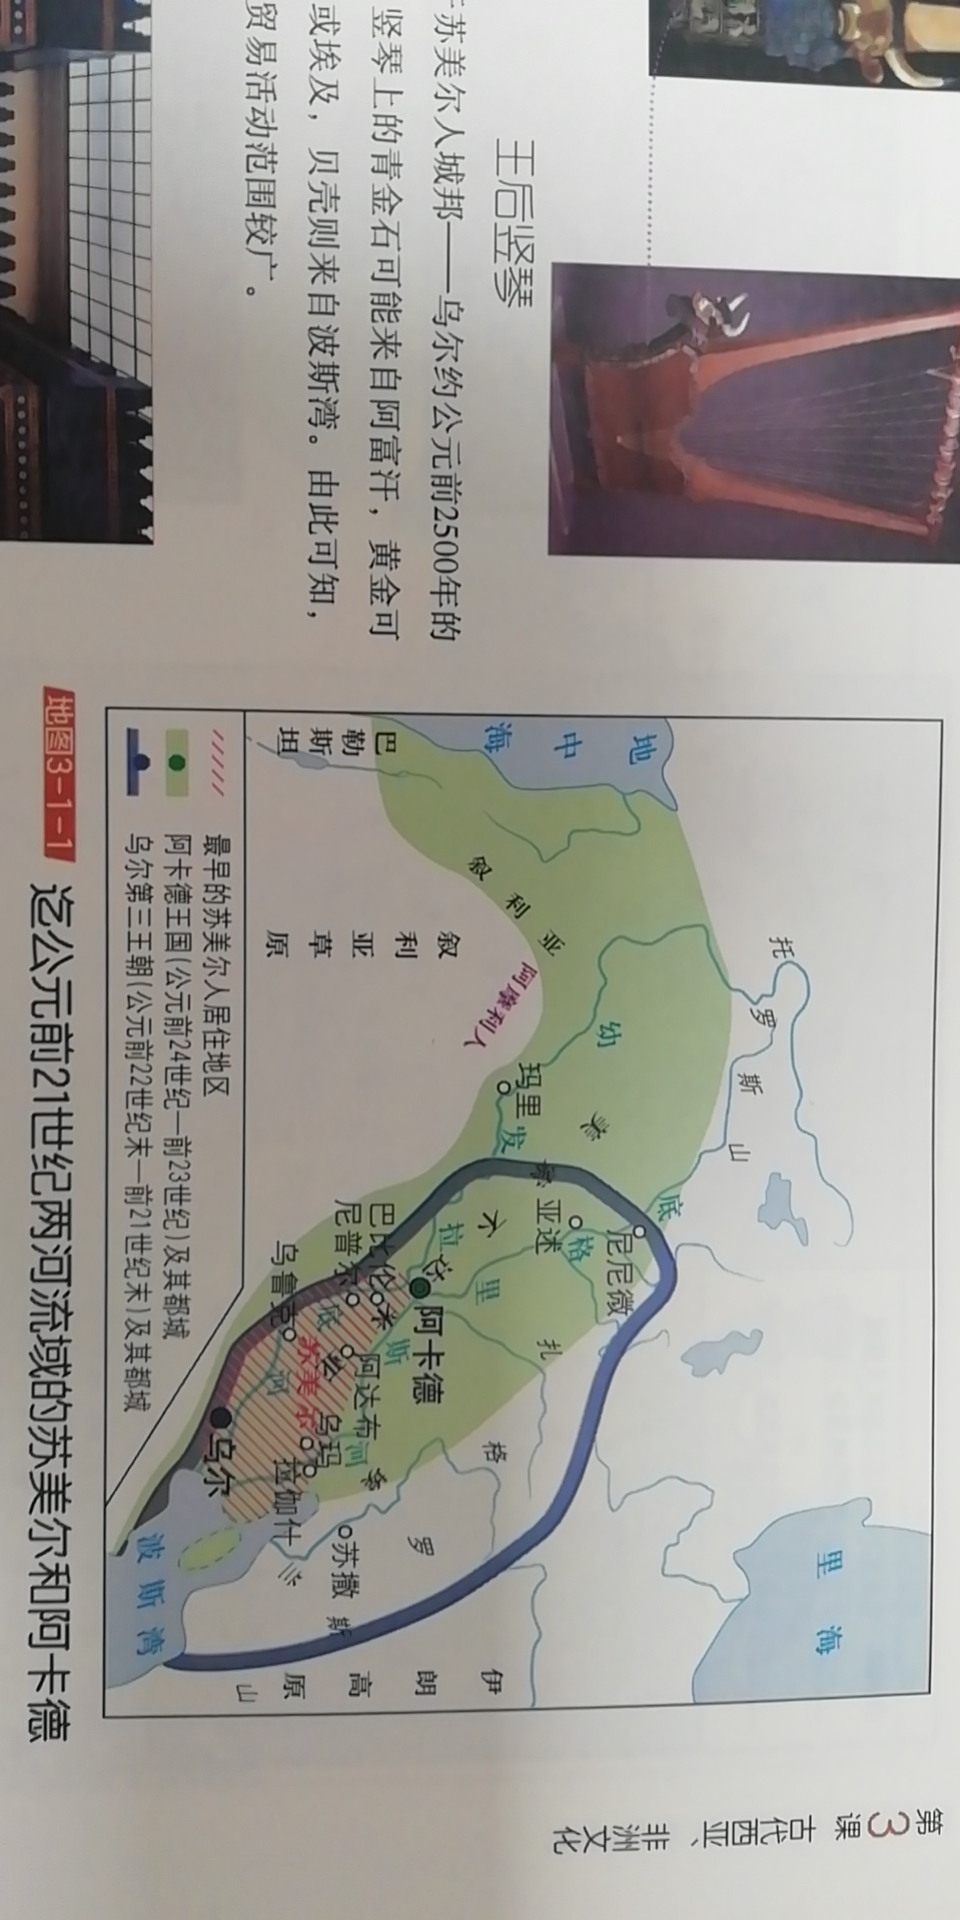 王后竖琴
苏美尔人城邦——乌尔约公元前2500年的
竖琴上的青金石可能来自阿富汗，黄金可
或埃及，贝壳则来自波斯湾。由此可知，
贸易活动范围较广。
第3课 古代西亚、非洲文化
地中海
托罗斯山
里海
叙利亚
阿摩利人
叙利亚草原
巴勒斯坦
幼发拉底河
底格里斯河
美索不达米亚
玛里
亚述
尼尼微
扎格罗斯山
阿卡德
巴比伦
尼普尔
乌鲁克
苏美尔
阿达布
乌玛
拉伽什
乌尔
苏撒
波斯湾
伊朗高原
最早的苏美尔人居住地区
阿卡德王国(公元前24世纪—前23世纪)及其都城
乌尔第三王朝(公元前22世纪末—前21世纪末)及其都城
地图3-1-1 迄公元前21世纪两河流域的苏美尔和阿卡德